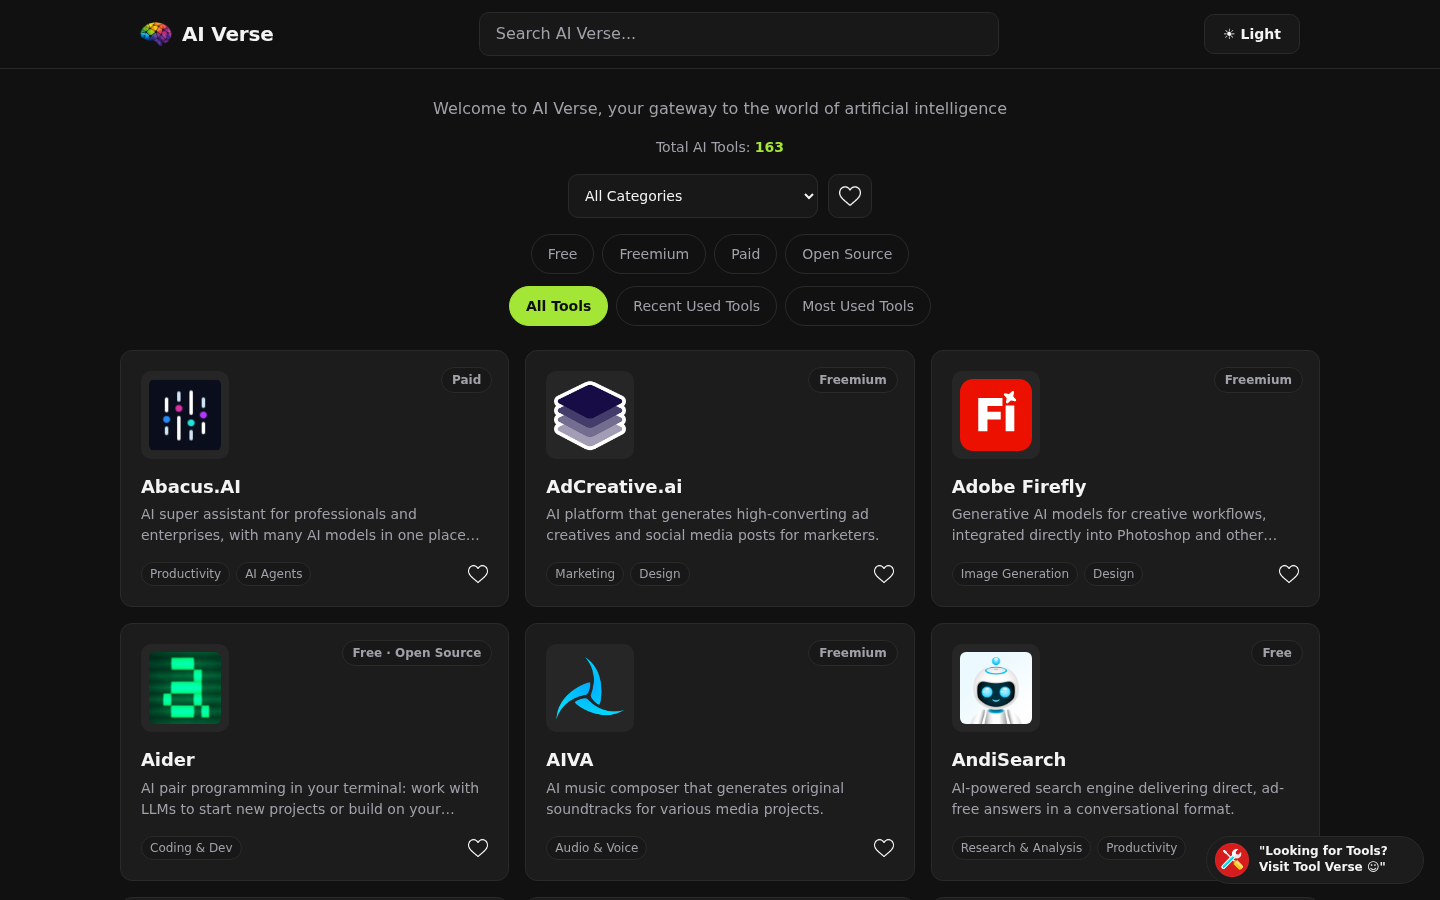 AI Verse
Search AI Verse...
☀ Light
Welcome to AI Verse, your gateway to the world of artificial intelligence
Total AI Tools: 163
All Categories
Free
Freemium
Paid
Open Source
All Tools
Recent Used Tools
Most Used Tools
Paid
Abacus.AI
AI super assistant for professionals and
enterprises, with many AI models in one place...
Productivity
AI Agents
Freemium
AdCreative.ai
AI platform that generates high-converting ad
creatives and social media posts for marketers.
Marketing
Design
Freemium
Fi
Adobe Firefly
Generative AI models for creative workflows,
integrated directly into Photoshop and other...
Image Generation
Design
Free · Open Source
a
Aider
AI pair programming in your terminal: work with
LLMs to start new projects or build on your...
Coding & Dev
Freemium
AIVA
AI music composer that generates original
soundtracks for various media projects.
Audio & Voice
Free
AndiSearch
AI-powered search engine delivering direct, ad-
free answers in a conversational format.
Research & Analysis
Productivity
"Looking for Tools?
Visit Tool Verse ☺"